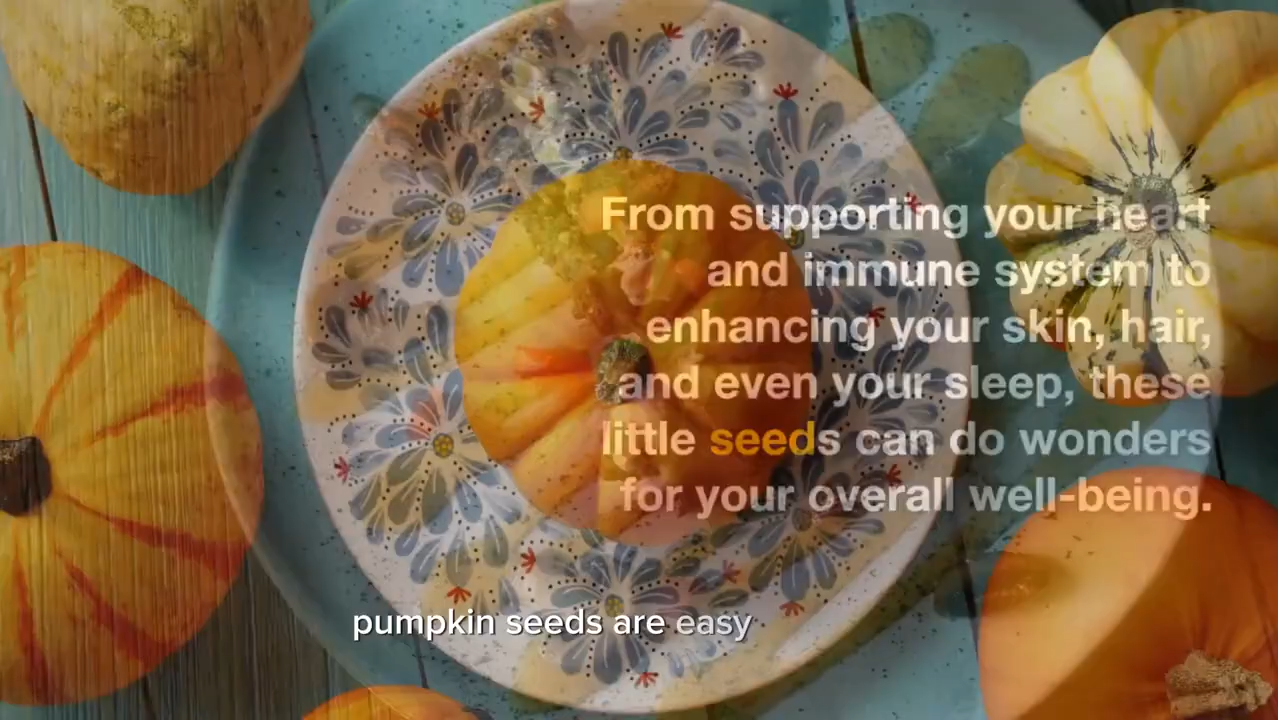 From supporting your heart
and immune system to
enhancing your skin, hair,
and even your sleep, these
little seeds can do wonders
for your overall well-being.
pumpkin seeds are easy